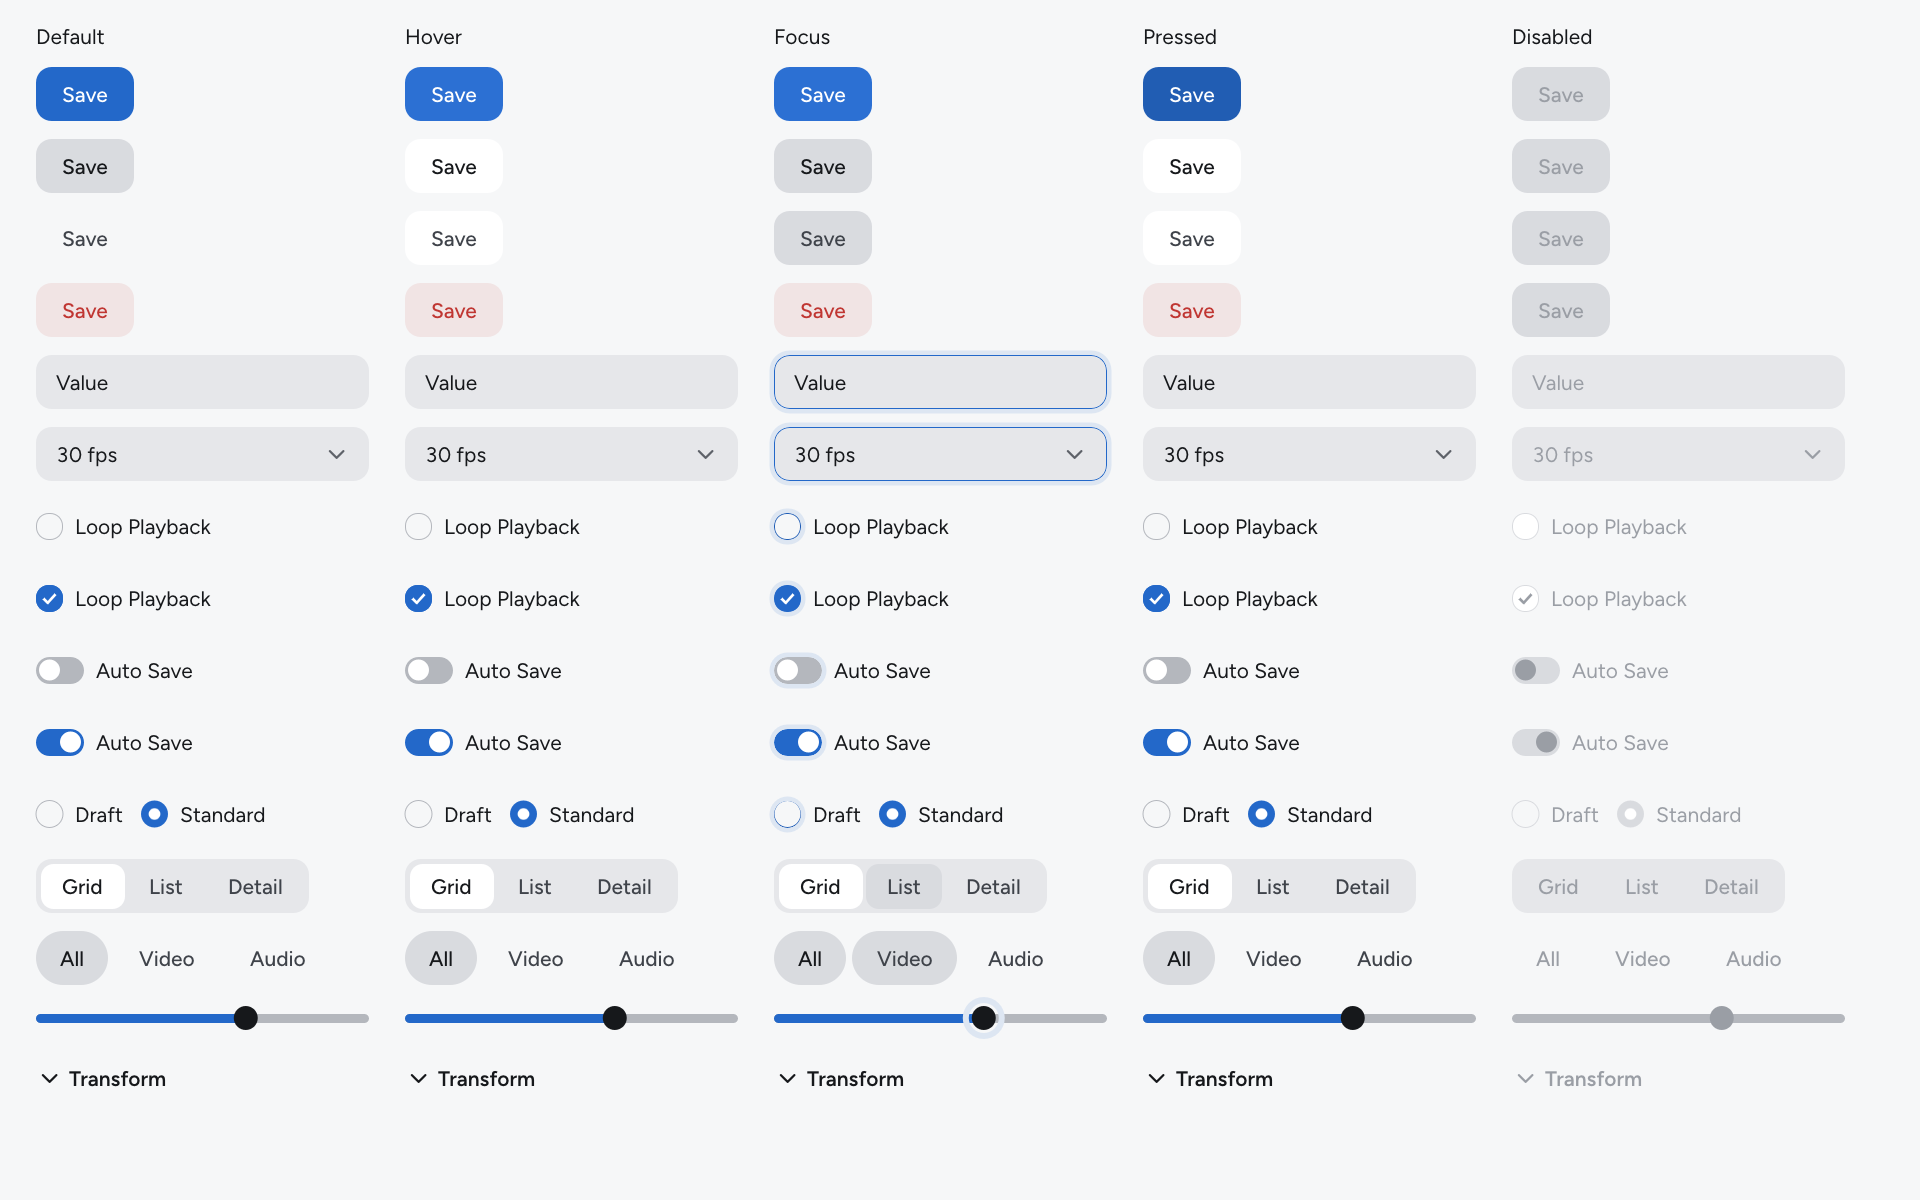 Default Hover Focus Pressed Disabled
Save Save Save Save Save
Save Save Save Save Save
Save Save Save Save Save
Save Save Save Save Save
Value Value Value Value Value
30 fps 30 fps 30 fps 30 fps 30 fps
Loop Playback Loop Playback Loop Playback Loop Playback Loop Playback
Loop Playback Loop Playback Loop Playback Loop Playback Loop Playback
Auto Save Auto Save Auto Save Auto Save Auto Save
Auto Save Auto Save Auto Save Auto Save Auto Save
Draft Standard Draft Standard Draft Standard Draft Standard Draft Standard
Grid List Detail Grid List Detail Grid List Detail Grid List Detail Grid List Detail
All Video Audio All Video Audio All Video Audio All Video Audio All Video Audio
Transform Transform Transform Transform Transform